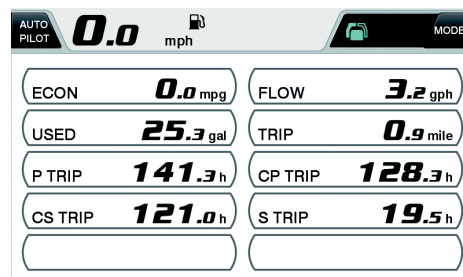 AUTO PILOT 0.0 mph MODE
ECON 0.0 mpg FLOW 3.2 gph
USED 25.3 gal TRIP 0.9 mile
P TRIP 141.3 h CP TRIP 128.3 h
CS TRIP 121.0 h S TRIP 19.5 h